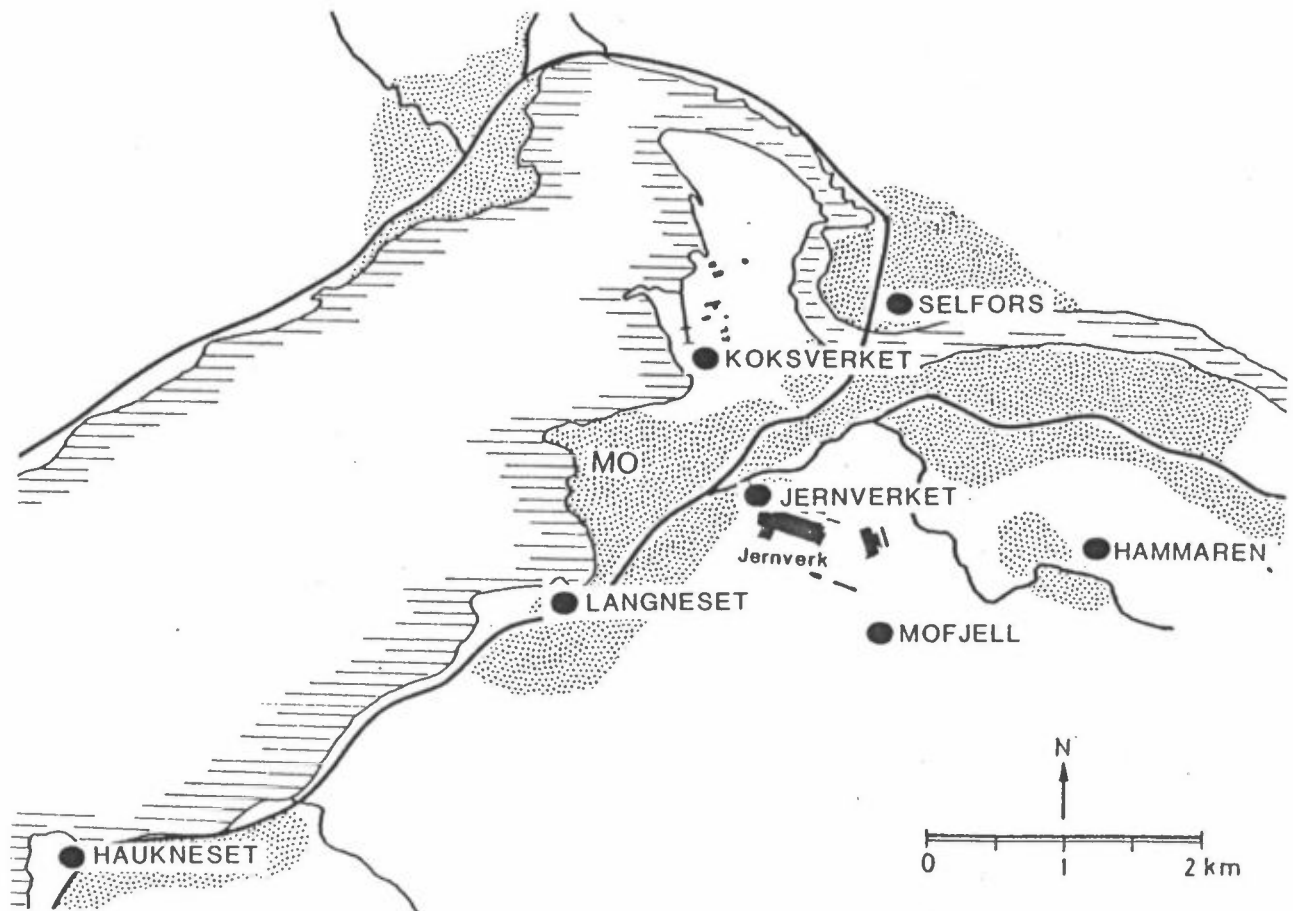 SELFORS
KOKSVERKET
MO
JERNVERKET
Jernverk
HAMMAREN
LANGNESET
MOFJELL
N
0 1 2 km
HAUKNESET